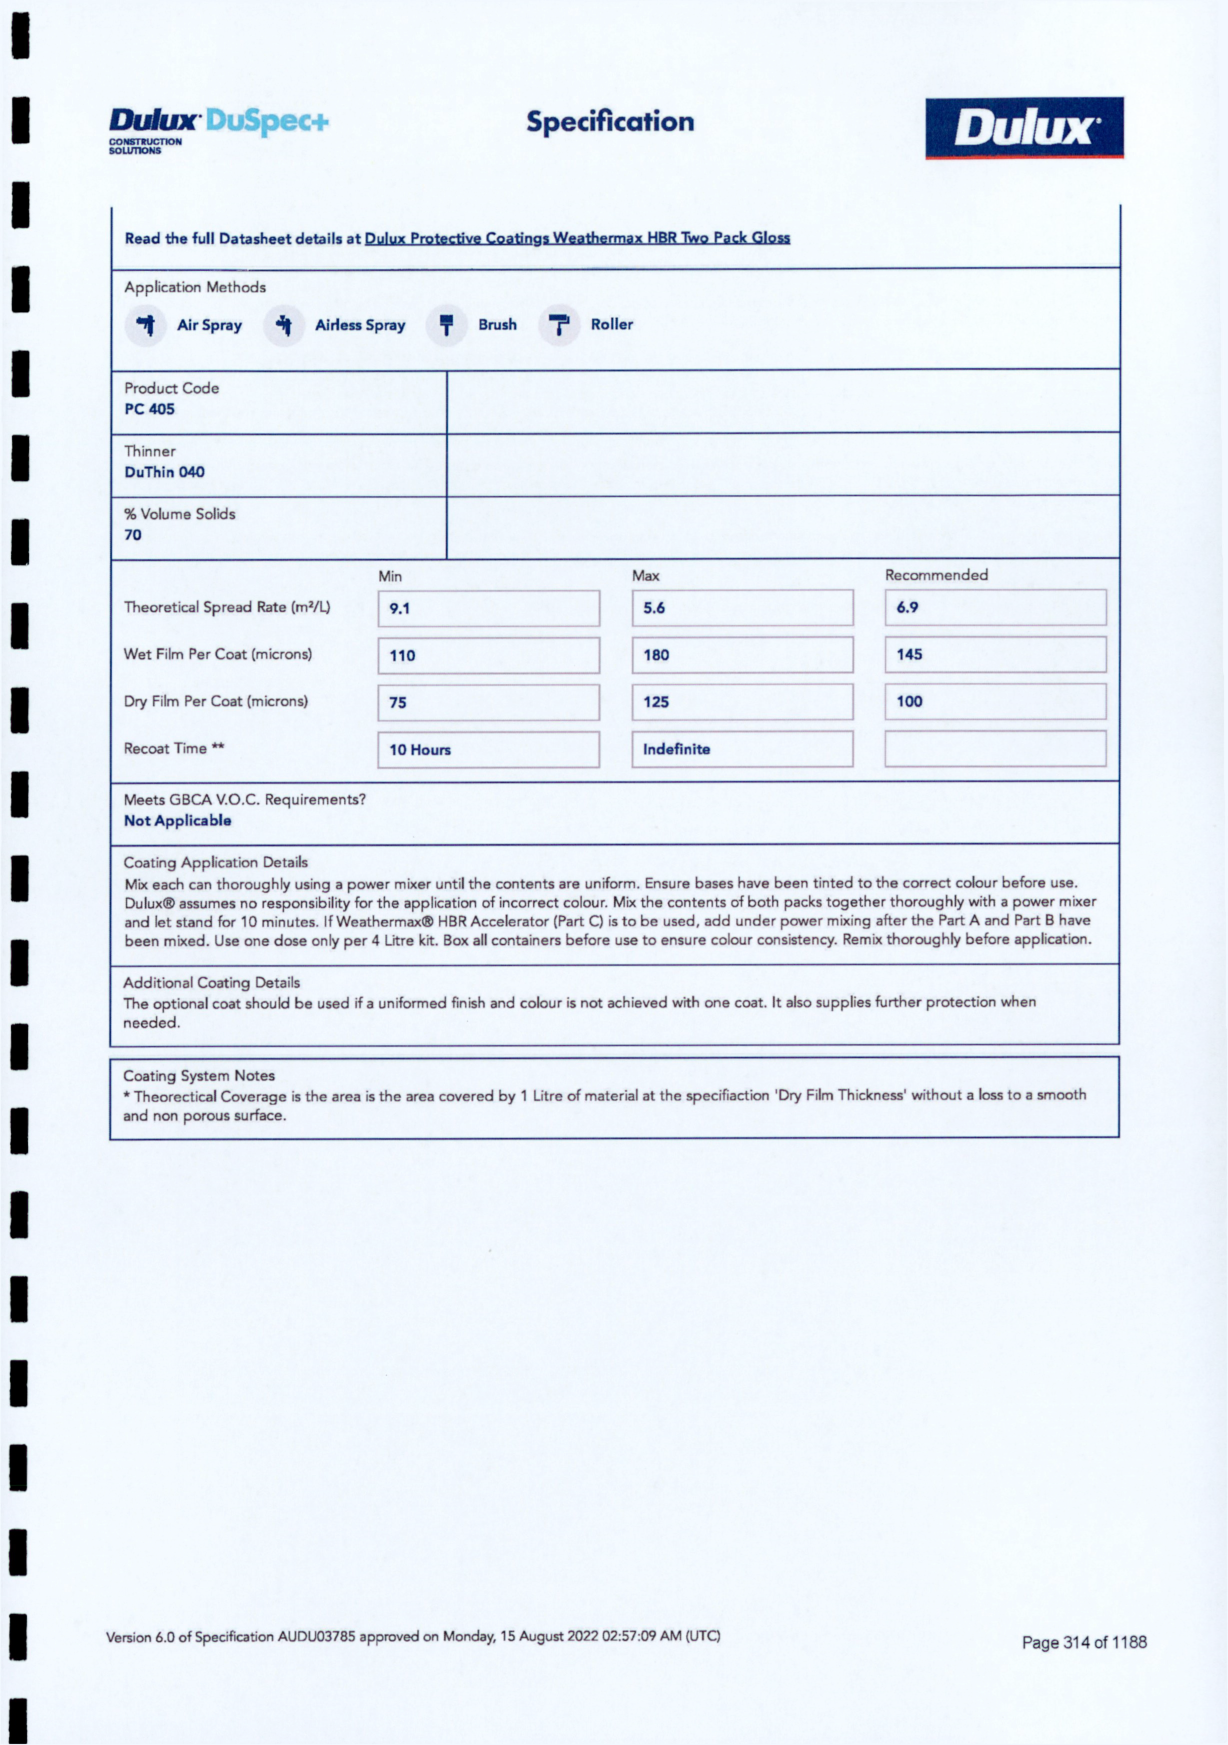 Dulux DuSpec+
CONSTRUCTION
SOLUTIONS
Specification
Dulux
Read the full Datasheet details at Dulux Protective Coatings Weathermax HBR Two Pack Gloss
Application Methods
Air Spray Airless Spray Brush Roller
Product Code
PC 405
Thinner
DuThin 040
% Volume Solids
70
Min Max Recommended
Theoretical Spread Rate (m²/L) 9.1 5.6 6.9
Wet Film Per Coat (microns) 110 180 145
Dry Film Per Coat (microns) 75 125 100
Recoat Time ** 10 Hours Indefinite
Meets GBCA V.O.C. Requirements?
Not Applicable
Coating Application Details
Mix each can thoroughly using a power mixer until the contents are uniform. Ensure bases have been tinted to the correct colour before use.
Dulux® assumes no responsibility for the application of incorrect colour. Mix the contents of both packs together thoroughly with a power mixer
and let stand for 10 minutes. If Weathermax® HBR Accelerator (Part C) is to be used, add under power mixing after the Part A and Part B have
been mixed. Use one dose only per 4 Litre kit. Box all containers before use to ensure colour consistency. Remix thoroughly before application.
Additional Coating Details
The optional coat should be used if a uniformed finish and colour is not achieved with one coat. It also supplies further protection when
needed.
Coating System Notes
* Theorectical Coverage is the area is the area covered by 1 Litre of material at the specifiaction 'Dry Film Thickness' without a loss to a smooth
and non porous surface.
Version 6.0 of Specification AUDU03785 approved on Monday, 15 August 2022 02:57:09 AM (UTC)
Page 314 of 1188